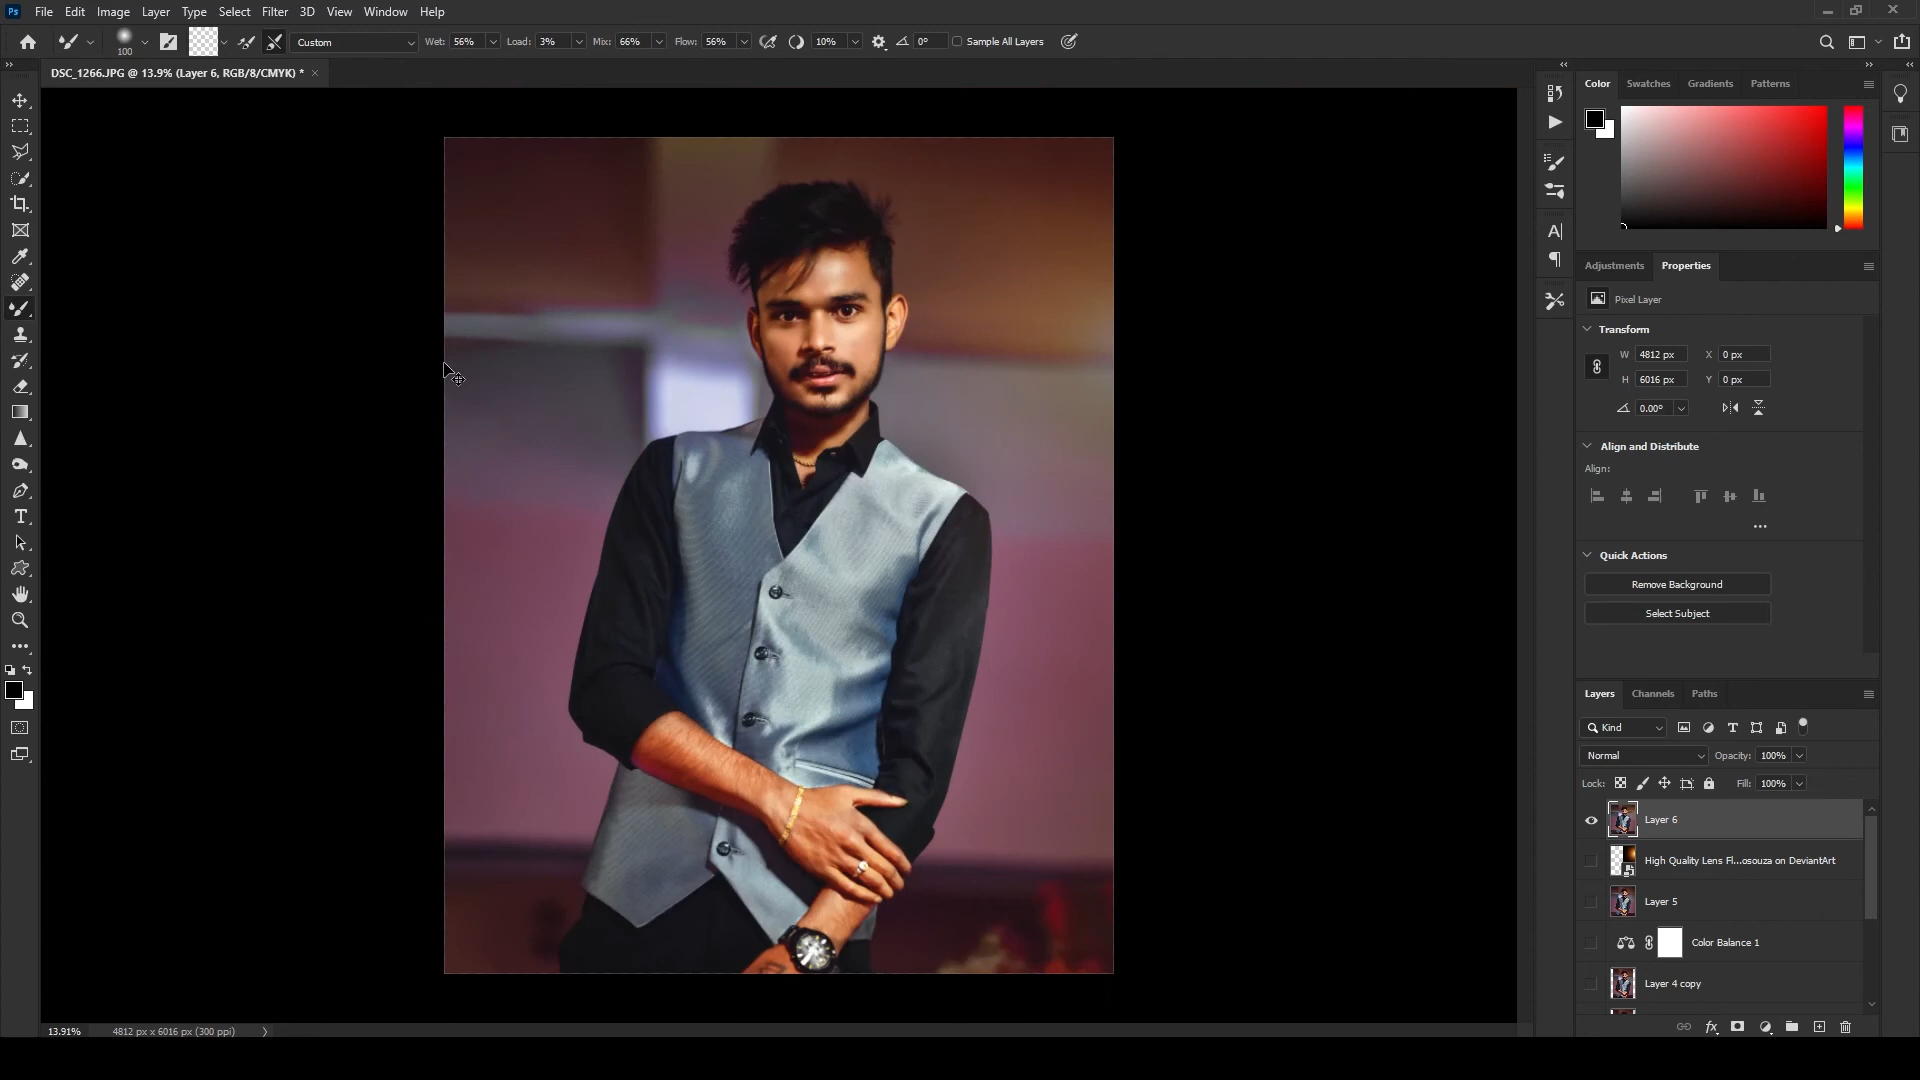 Ps File Edit Image Layer Type Select Filter 3D View Window Help
100 Custom Wet: 56% Load: 3% Mix: 66% Flow: 56% 10% 0° Sample All Layers
DSC_1266.JPG @ 13.9% (Layer 6, RGB/8/CMYK) * ×
Color Swatches Gradients Patterns
Adjustments Properties
Pixel Layer
Transform
W 4812 px X 0 px
H 6016 px Y 0 px
0.00°
Align and Distribute
Align:
Quick Actions
Remove Background
Select Subject
Layers Channels Paths
Kind
Normal Opacity: 100%
Lock: Fill: 100%
Layer 6
High Quality Lens Fl...osouza on DeviantArt
Layer 5
Color Balance 1
Layer 4 copy
13.91% 4812 px x 6016 px (300 ppi)